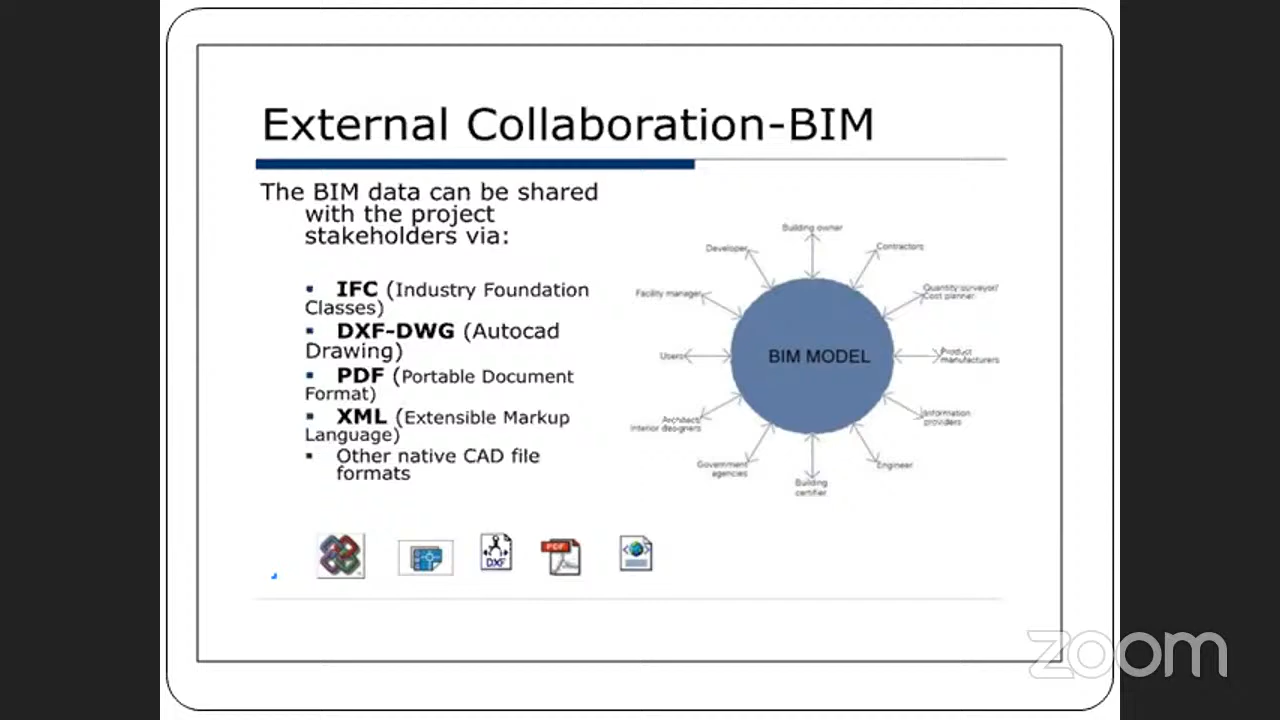 External Collaboration-BIM
The BIM data can be shared
with the project
stakeholders via:
▪ IFC (Industry Foundation
Classes)
▪ DXF-DWG (Autocad
Drawing)
▪ PDF (Portable Document
Format)
▪ XML (Extensible Markup
Language)
▪ Other native CAD file
formats
Building owner
Developer
Contractors
Facility manager
Quantity surveyor/
Cost planner
Users
BIM MODEL
Product
manufacturers
Architect/
Interior designers
Information
providers
Government
agencies
Engineer
Building
certifier
DXF
PDF
zoom